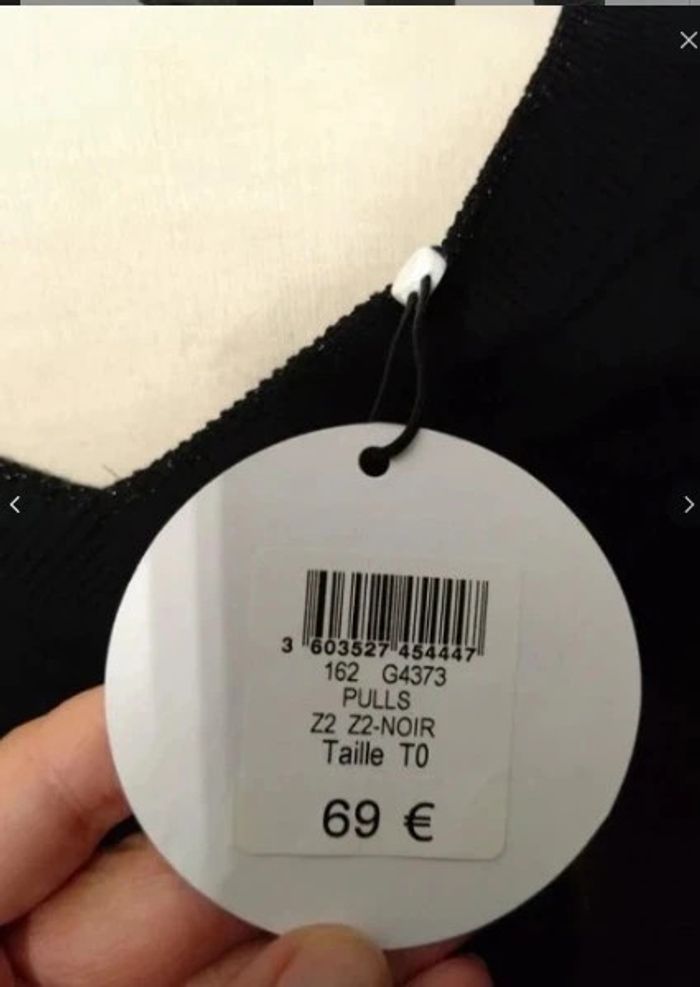 3 603527 454447
162 G4373
PULLS
Z2 Z2-NOIR
Taille T0
69 €